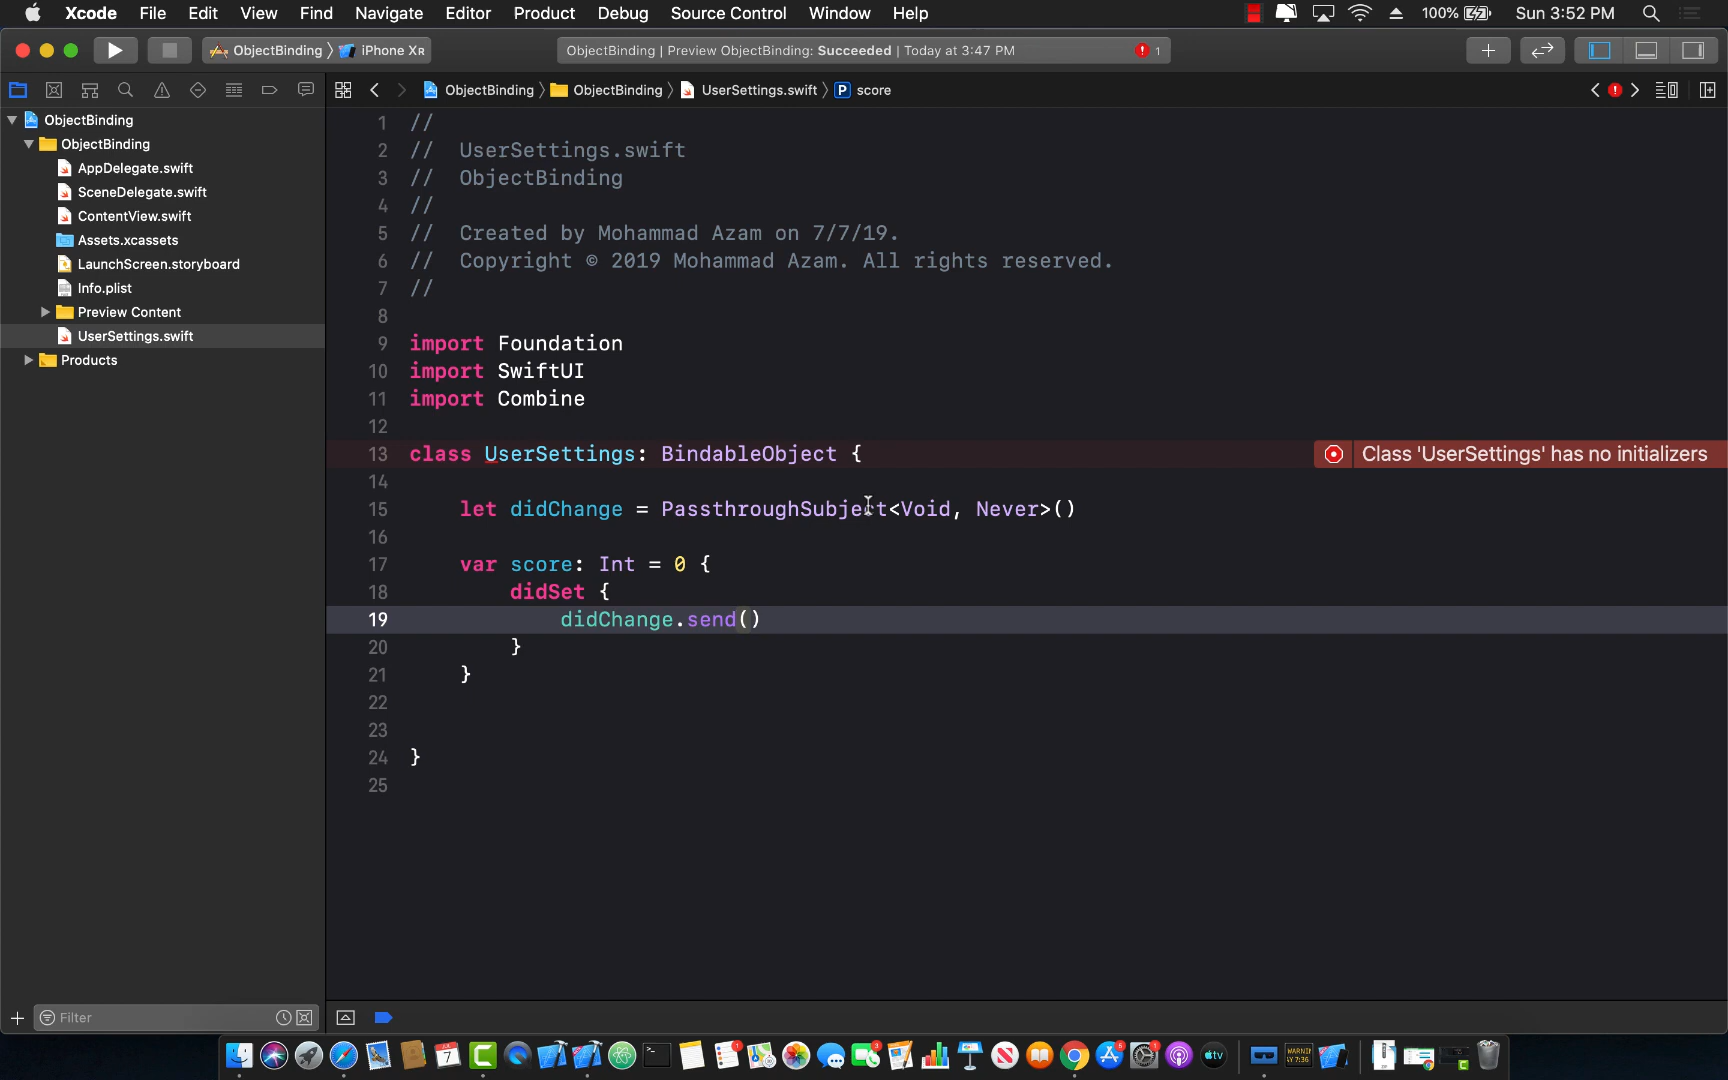 Xcode File Edit View Find Navigate Editor Product Debug Source Control Window Help 100% Sun 3:52 PM
ObjectBinding iPhone XR ObjectBinding | Preview ObjectBinding: Succeeded | Today at 3:47 PM 1
ObjectBinding ObjectBinding UserSettings.swift P score
ObjectBinding
ObjectBinding
AppDelegate.swift
SceneDelegate.swift
ContentView.swift
Assets.xcassets
LaunchScreen.storyboard
Info.plist
Preview Content
UserSettings.swift
Products
1 //
2 // UserSettings.swift
3 // ObjectBinding
4 //
5 // Created by Mohammad Azam on 7/7/19.
6 // Copyright © 2019 Mohammad Azam. All rights reserved.
7 //
8
9 import Foundation
10 import SwiftUI
11 import Combine
12
13 class UserSettings: BindableObject { Class 'UserSettings' has no initializers
14
15 let didChange = PassthroughSubject<Void, Never>()
16
17 var score: Int = 0 {
18 didSet {
19 didChange.send()
20 }
21 }
22
23
24 }
25
Filter